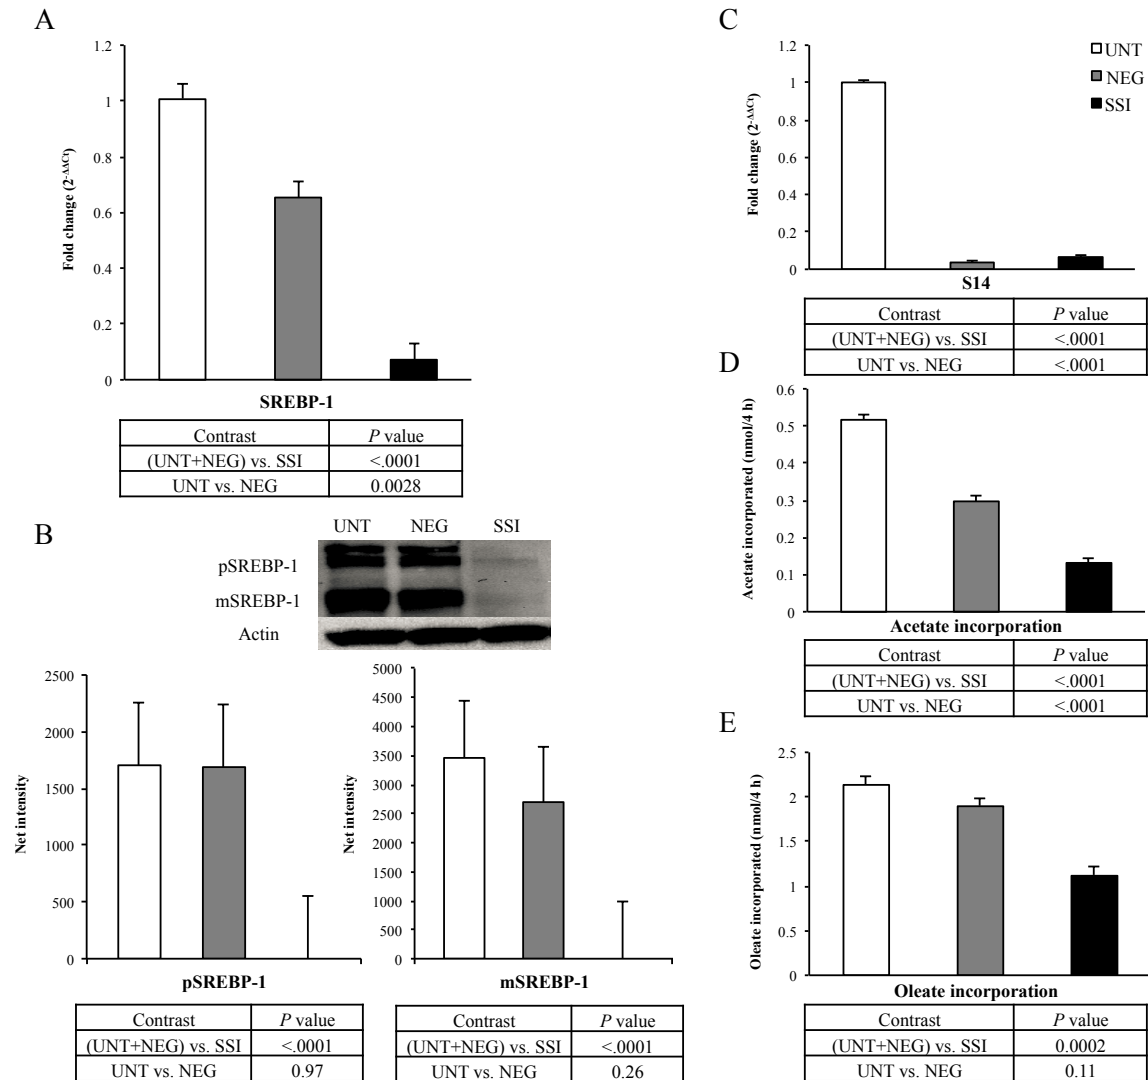 A
1.2
1
0.8
0.6
0.4
0.2
0
Fold change (2-ΔΔCt)
SREBP-1
Contrast P value
(UNT+NEG) vs. SSI <.0001
UNT vs. NEG 0.0028
B
UNT NEG SSI
pSREBP-1
mSREBP-1
Actin
2500
2000
1500
1000
500
0
Net intensity
pSREBP-1
Contrast P value
(UNT+NEG) vs. SSI <.0001
UNT vs. NEG 0.97
5000
4500
4000
3500
3000
2500
2000
1500
1000
500
0
Net intensity
mSREBP-1
Contrast P value
(UNT+NEG) vs. SSI <.0001
UNT vs. NEG 0.26
C
UNT
NEG
SSI
1.2
1
0.8
0.6
0.4
0.2
0
Fold change (2-ΔΔCt)
S14
Contrast P value
(UNT+NEG) vs. SSI <.0001
UNT vs. NEG <.0001
D
0.6
0.5
0.4
0.3
0.2
0.1
0
Acetate incorporated (nmol/4 h)
Acetate incorporation
Contrast P value
(UNT+NEG) vs. SSI <.0001
UNT vs. NEG <.0001
E
2.5
2
1.5
1
0.5
0
Oleate incorporated (nmol/4 h)
Oleate incorporation
Contrast P value
(UNT+NEG) vs. SSI 0.0002
UNT vs. NEG 0.11